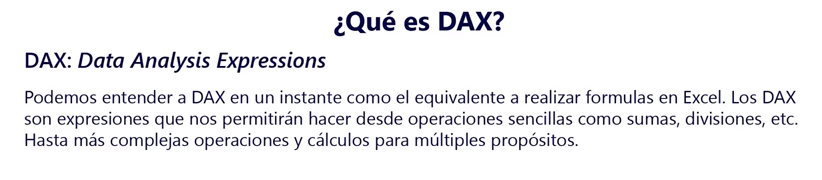 ¿Qué es DAX?
DAX: Data Analysis Expressions
Podemos entender a DAX en un instante como el equivalente a realizar formulas en Excel. Los DAX
son expresiones que nos permitirán hacer desde operaciones sencillas como sumas, divisiones, etc.
Hasta más complejas operaciones y cálculos para múltiples propósitos.